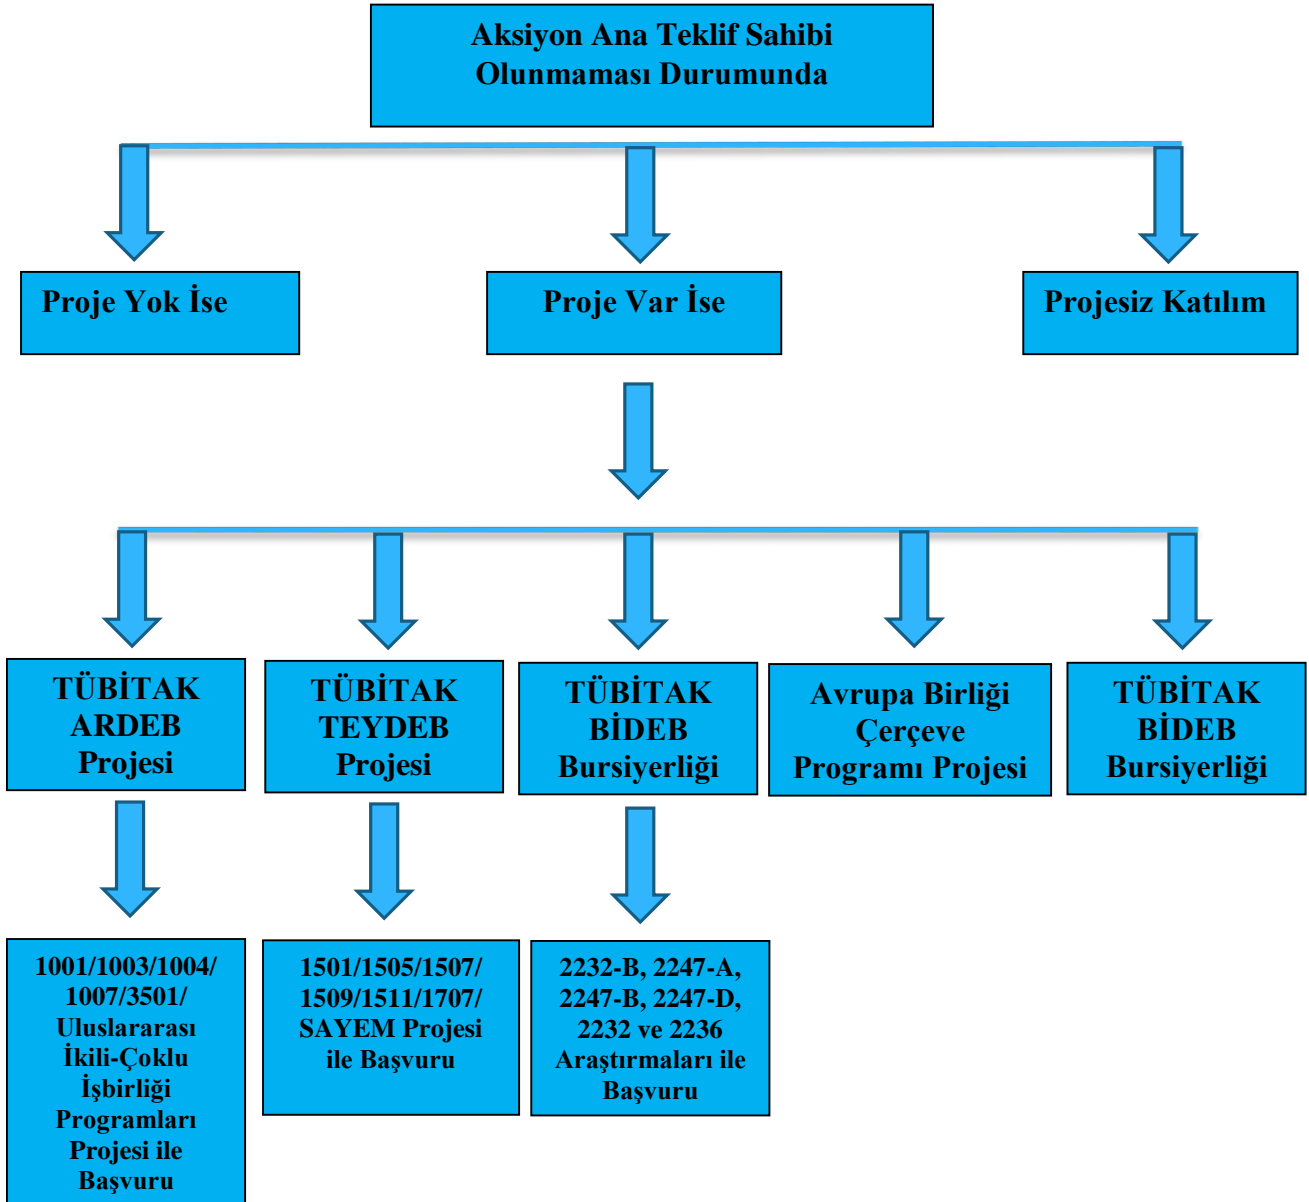 Aksiyon Ana Teklif Sahibi
Olunmaması Durumunda
Proje Yok İse
Proje Var İse
Projesiz Katılım
TÜBİTAK
ARDEB
Projesi
TÜBİTAK
TEYDEB
Projesi
TÜBİTAK
BİDEB
Bursiyerliği
Avrupa Birliği
Çerçeve
Programı Projesi
TÜBİTAK
BİDEB
Bursiyerliği
1001/1003/1004/
1007/3501/
Uluslararası
İkili-Çoklu
İşbirliği
Programları
Projesi ile
Başvuru
1501/1505/1507/
1509/1511/1707/
SAYEM Projesi
ile Başvuru
2232-B, 2247-A,
2247-B, 2247-D,
2232 ve 2236
Araştırmaları ile
Başvuru